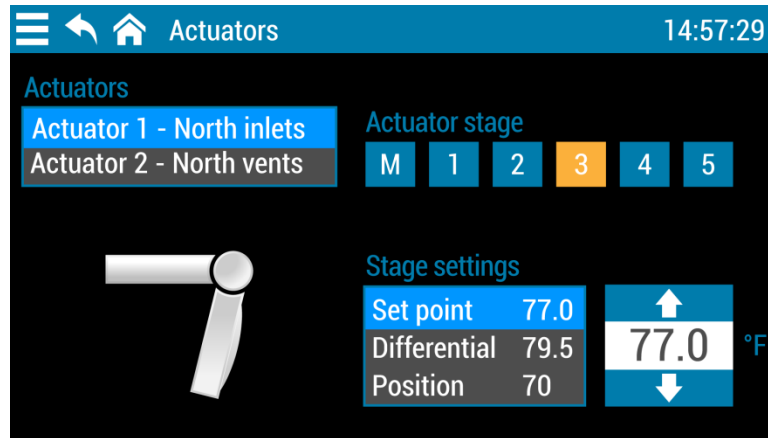 Actuators 14:57:29
Actuators
Actuator 1 - North inlets
Actuator 2 - North vents
Actuator stage
M 1 2 3 4 5
Stage settings
Set point 77.0
Differential 79.5
Position 70
77.0 °F